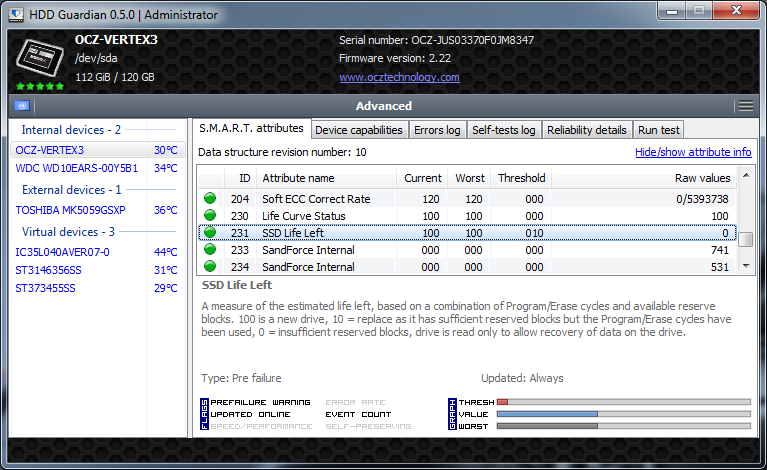 HDD Guardian 0.5.0 | Administrator
OCZ-VERTEX3
/dev/sda
112 GiB / 120 GB
Serial number: OCZ-JUS03370F0JM8347
Firmware version: 2.22
www.ocztechnology.com
Advanced
Internal devices - 2
OCZ-VERTEX3 30°C
WDC WD10EARS-00Y5B1 34°C
External devices - 1
TOSHIBA MK5059GSXP 36°C
Virtual devices - 3
IC35L040AVER07-0 44°C
ST3146356SS 31°C
ST373455SS 29°C
S.M.A.R.T. attributes Device capabilities Errors log Self-tests log Reliability details Run test
Data structure revision number: 10 Hide/show attribute info
ID Attribute name Current Worst Threshold Raw values
204 Soft ECC Correct Rate 120 120 000 0/5393738
230 Life Curve Status 100 100 000 100
231 SSD Life Left 100 100 010 0
233 SandForce Internal 000 000 000 741
234 SandForce Internal 000 000 000 531
SSD Life Left
A measure of the estimated life left, based on a combination of Program/Erase cycles and available reserve
blocks. 100 is a new drive, 10 = replace as it has sufficient reserved blocks but the Program/Erase cycles have
been used, 0 = insufficient reserved blocks, drive is read only to allow recovery of data on the drive.
Type: Pre failure Updated: Always
FLAGS
PREFAILURE WARNING ERROR RATE
UPDATED ONLINE EVENT COUNT
SPEED/PERFORMANCE SELF-PRESERVING
GRAPH
THRESH
VALUE
WORST